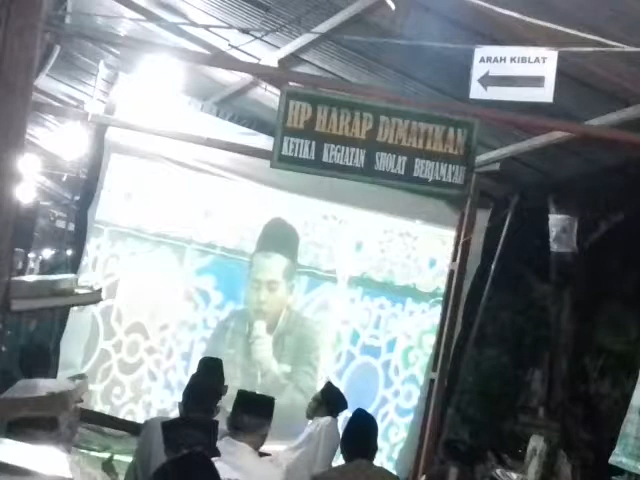 ARAH KIBLAT
HP HARAP DIMATIKAN
KETIKA KEGIATAN SHOLAT BERJAMA'AH